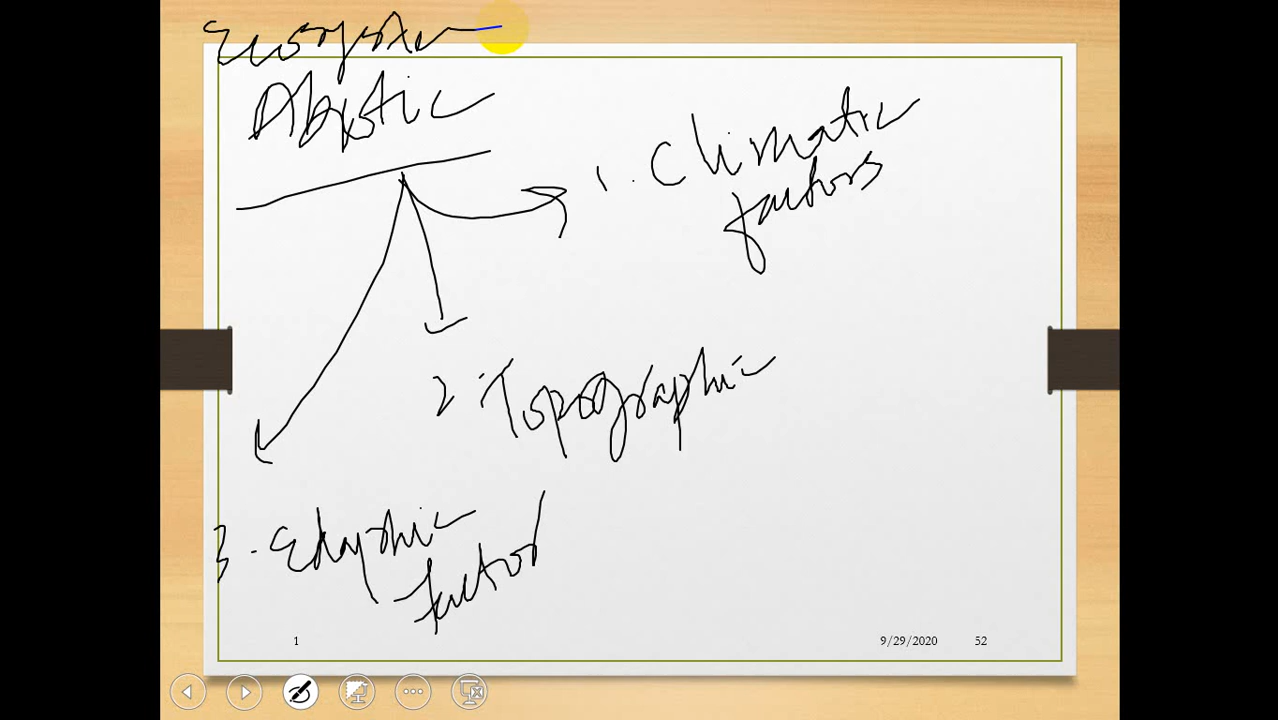 Ecosystem
Abiotic
1. Climatic
factors
2. Topographic
3. Edaphic
factor
1
9/29/2020
52